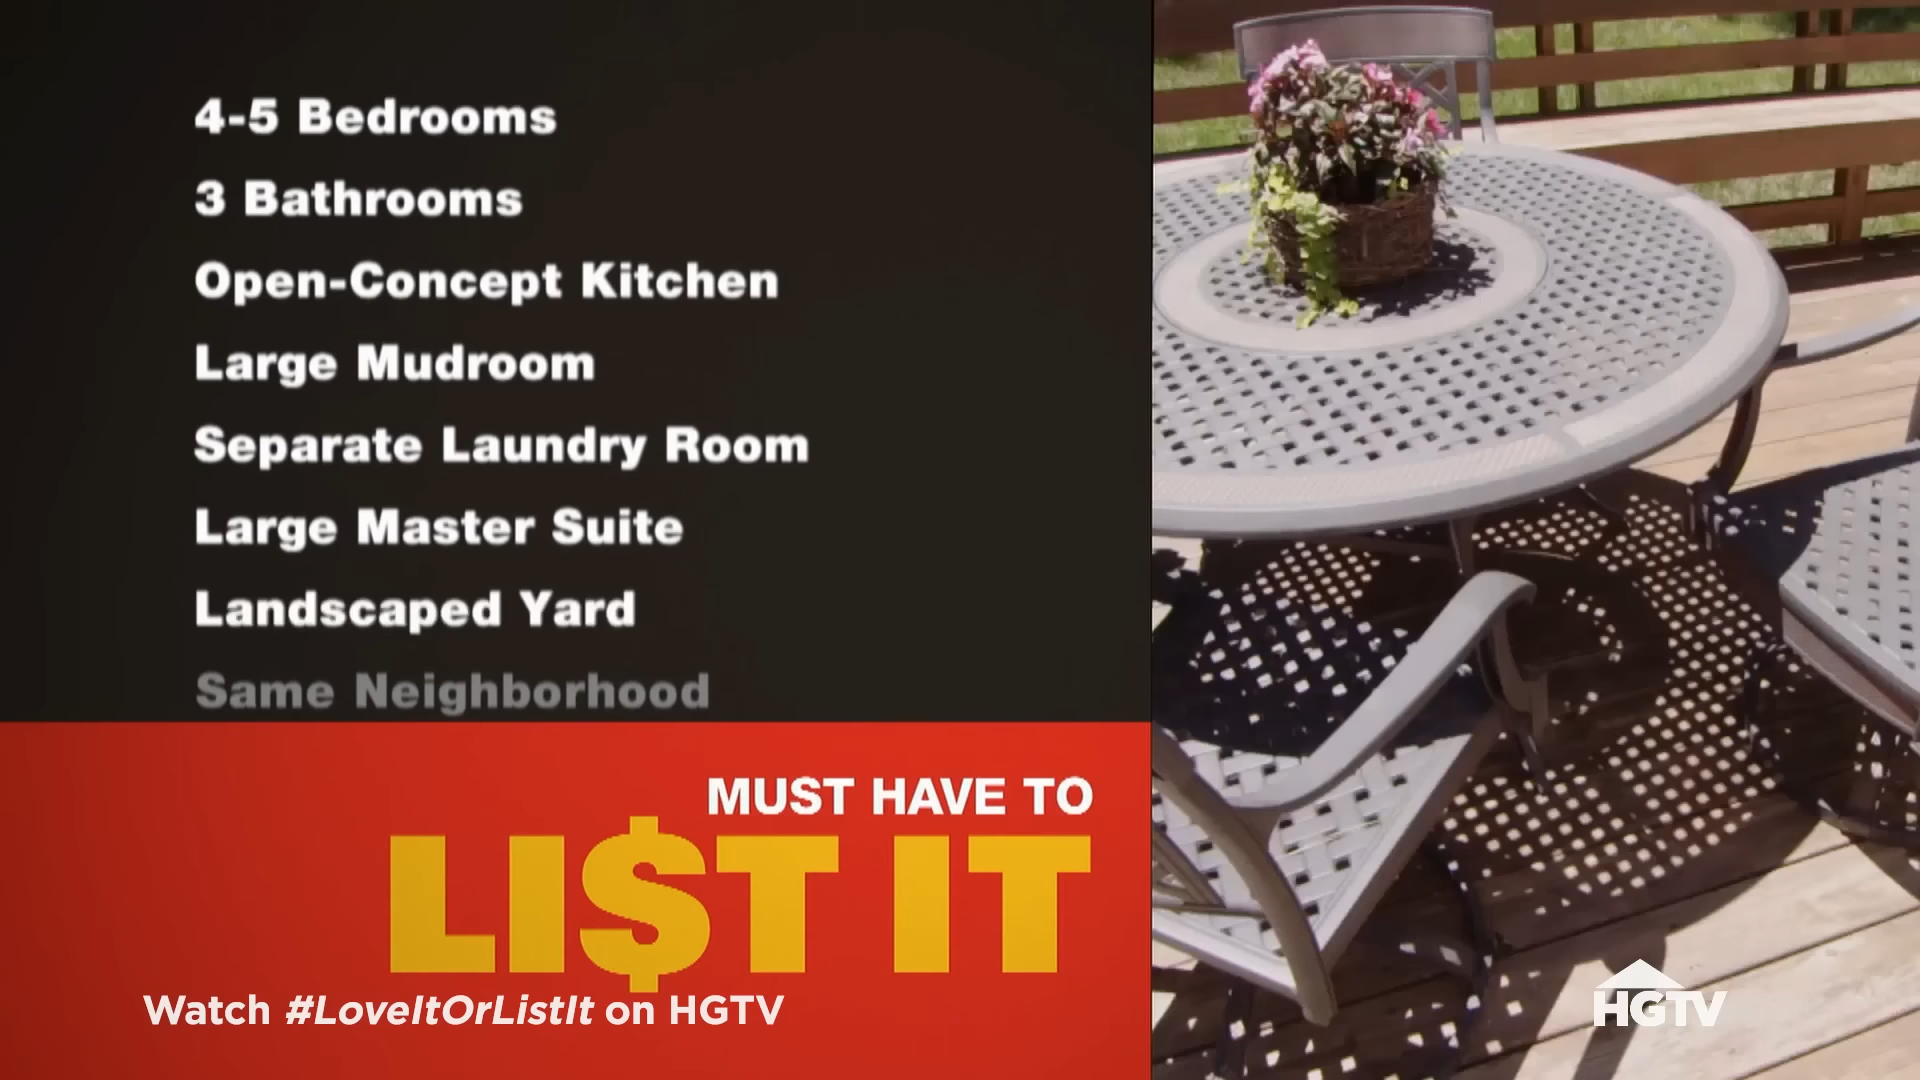 4-5 Bedrooms
3 Bathrooms
Open-Concept Kitchen
Large Mudroom
Separate Laundry Room
Large Master Suite
Landscaped Yard
Same Neighborhood
MUST HAVE TO
LI$T IT
Watch #LoveItOrListIt on HGTV
HGTV